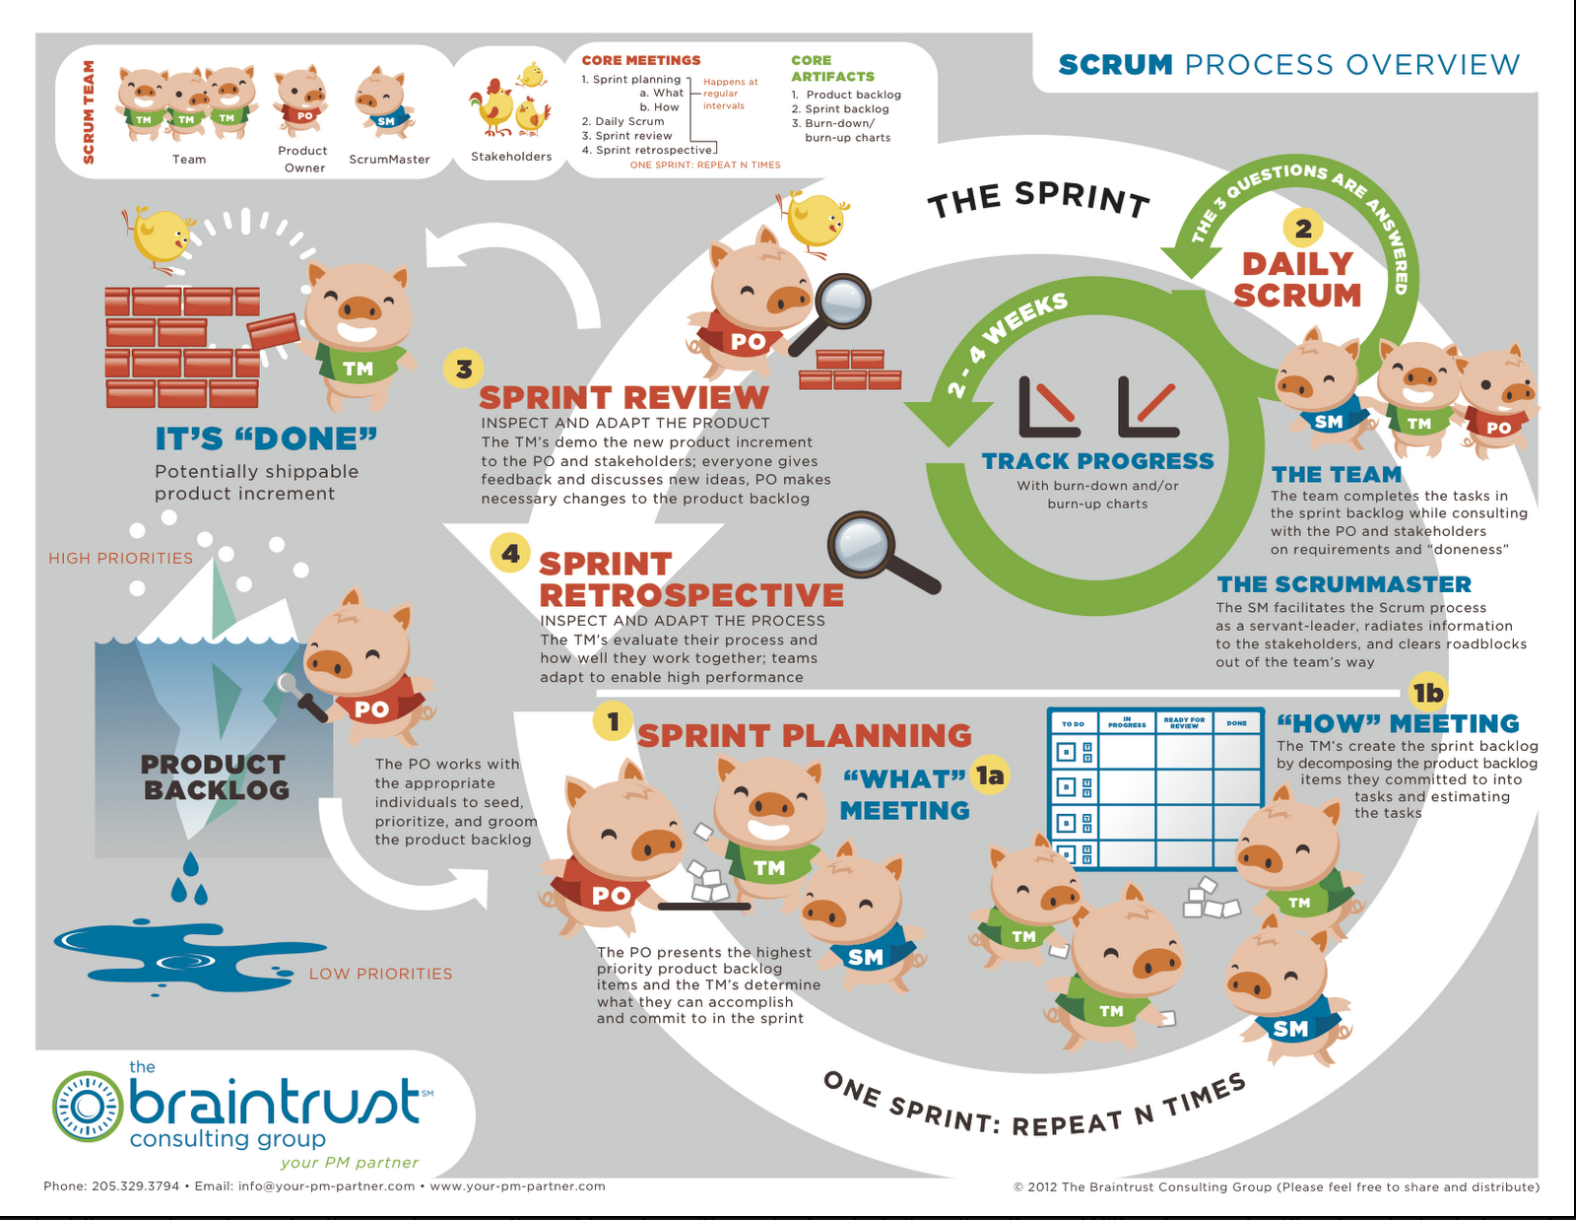 SCRUM PROCESS OVERVIEW
SCRUM TEAM
TM
TM
TM
Team
PO
Product
Owner
SM
ScrumMaster
Stakeholders
CORE MEETINGS
1. Sprint planning
a. What
b. How
2. Daily Scrum
3. Sprint review
4. Sprint retrospective
Happens at
regular
intervals
ONE SPRINT: REPEAT N TIMES
CORE
ARTIFACTS
1. Product backlog
2. Sprint backlog
3. Burn-down/
burn-up charts
THE SPRINT
THE 3 QUESTIONS ARE ANSWERED
2
DAILY
SCRUM
SM
TM
PO
2 - 4 WEEKS
TRACK PROGRESS
With burn-down and/or
burn-up charts
THE TEAM
The team completes the tasks in
the sprint backlog while consulting
with the PO and stakeholders
on requirements and “doneness”
THE SCRUMMASTER
The SM facilitates the Scrum process
as a servant-leader, radiates information
to the stakeholders, and clears roadblocks
out of the team's way
TM
IT'S “DONE”
Potentially shippable
product increment
PO
3
SPRINT REVIEW
INSPECT AND ADAPT THE PRODUCT
The TM's demo the new product increment
to the PO and stakeholders; everyone gives
feedback and discusses new ideas, PO makes
necessary changes to the product backlog
4
SPRINT
RETROSPECTIVE
INSPECT AND ADAPT THE PROCESS
The TM's evaluate their process and
how well they work together; teams
adapt to enable high performance
HIGH PRIORITIES
PO
PRODUCT
BACKLOG
The PO works with
the appropriate
individuals to seed,
prioritize, and groom
the product backlog
LOW PRIORITIES
1
SPRINT PLANNING
“WHAT”
MEETING
1a
PO
TM
SM
The PO presents the highest
priority product backlog
items and the TM's determine
what they can accomplish
and commit to in the sprint
TO DO
IN
PROGRESS
READY FOR
REVIEW
DONE
B
T
T
B
T
T
B
T
T
B
T
T
1b
“HOW” MEETING
The TM's create the sprint backlog
by decomposing the product backlog
items they committed to into
tasks and estimating
the tasks
TM
TM
TM
SM
ONE SPRINT: REPEAT N TIMES
the
braintrust SM
consulting group
your PM partner
Phone: 205.329.3794 • Email: info@your-pm-partner.com • www.your-pm-partner.com
© 2012 The Braintrust Consulting Group (Please feel free to share and distribute)